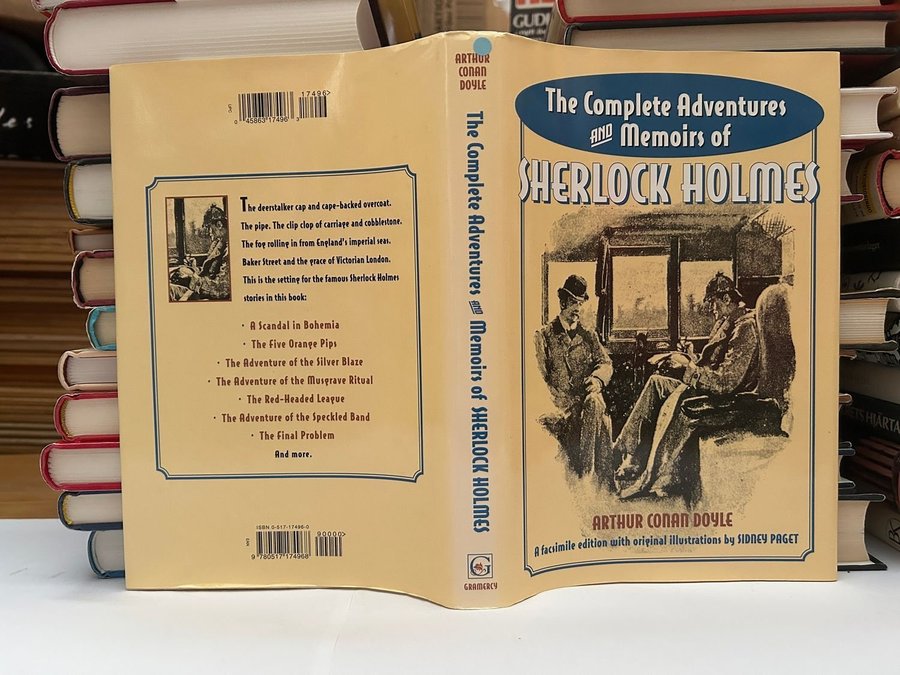 17496>
UPC
0 45863 17496 3
The deerstalker cap and cape-backed overcoat.
The pipe. The clip clop of carriage and cobblestone.
The fog rolling in from England's imperial seas.
Baker Street and the grace of Victorian London.
This is the setting for the famous Sherlock Holmes
stories in this book:
· A Scandal in Bohemia
· The Five Orange Pips
· The Adventure of the Silver Blaze
· The Adventure of the Musgrave Ritual
· The Red-Headed League
· The Adventure of the Speckled Band
· The Final Problem
And more.
ISBN 0-517-17496-0
90000>
EAN
9 780517 174968
ARTHUR
CONAN
DOYLE
The Complete Adventures AND Memoirs of SHERLOCK HOLMES
G
GRAMERCY
The Complete Adventures
AND Memoirs of
SHERLOCK HOLMES
ARTHUR CONAN DOYLE
A facsimile edition with original illustrations by SIDNEY PAGET
GUDI